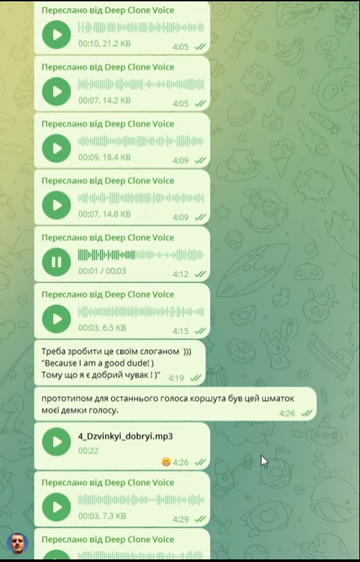 Переслано від Deep Clone Voice
00:10, 21.2 KB 4:05
Переслано від Deep Clone Voice
00:07, 14.2 KB 4:05
Переслано від Deep Clone Voice
00:09, 18.4 KB 4:09
Переслано від Deep Clone Voice
00:07, 14.8 KB 4:09
Переслано від Deep Clone Voice
00:01 / 00:03 4:12
Переслано від Deep Clone Voice
00:03, 6.5 KB 4:15
Треба зробити це своїм слоганом )))
"Because I am a good dude! )
Тому що я є добрий чувак ! )" 4:19
прототипом для останнього голоса коршута був цей шматок
моєї демки голосу. 4:26
4_Dzvinkyi_dobryi.mp3
00:22
4:26
Переслано від Deep Clone Voice
00:03, 7.3 KB 4:29
Переслано від Deep Clone Voice